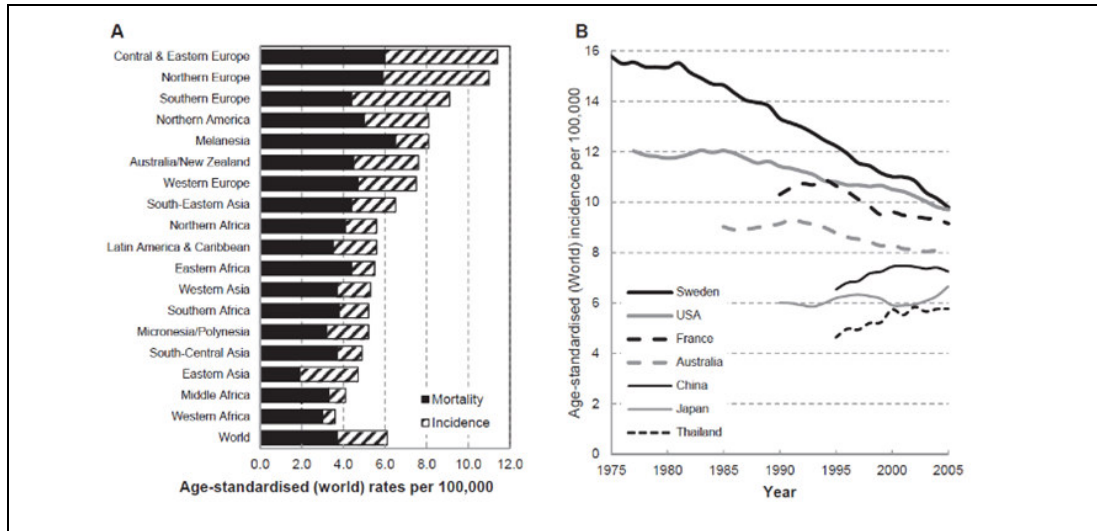 A
Central & Eastern Europe
Northern Europe
Southern Europe
Northern America
Melanesia
Australia/New Zealand
Western Europe
South-Eastern Asia
Northern Africa
Latin America & Caribbean
Eastern Africa
Western Asia
Southern Africa
Micronesia/Polynesia
South-Central Asia
Eastern Asia
Middle Africa
Western Africa
World
Mortality
Incidence
0.0 2.0 4.0 6.0 8.0 10.0 12.0
Age-standardised (world) rates per 100,000
B
Age-standardised (World) incidence per 100,000
16
14
12
10
8
6
4
2
0
Sweden
USA
France
Australia
China
Japan
Thailand
1975 1980 1985 1990 1995 2000 2005
Year